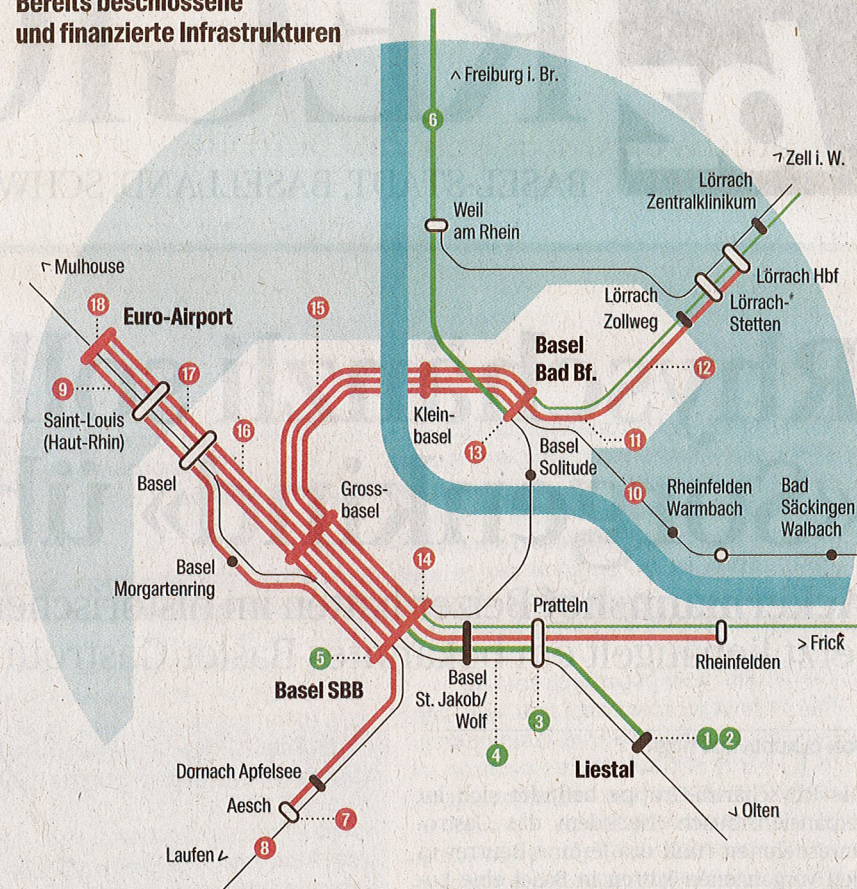 Bereits beschlossene
und finanzierte Infrastrukturen
^ Freiburg i. Br.
6
Zell i. W.
Lörrach
Zentralklinikum
Weil
am Rhein
Mulhouse
Lörrach Hbf
Lörrach
Zollweg
Lörrach-
Stetten
18
Euro-Airport
15
Basel
Bad Bf.
12
9
17
Saint-Louis
(Haut-Rhin)
16
Klein-
basel
13
11
Basel
Solitude
Basel
Gross-
basel
10
Rheinfelden
Warmbach
Bad
Säckingen
Walbach
Basel
Morgartenring
14
Pratteln
> Frick
Rheinfelden
5
Basel SBB
Basel
St. Jakob/
Wolf
3
4
1 2
Liestal
Dornach Apfelsee
Aesch
7
Olten
8
Laufen
BASEL-STADT, BASELLAND, SCHW